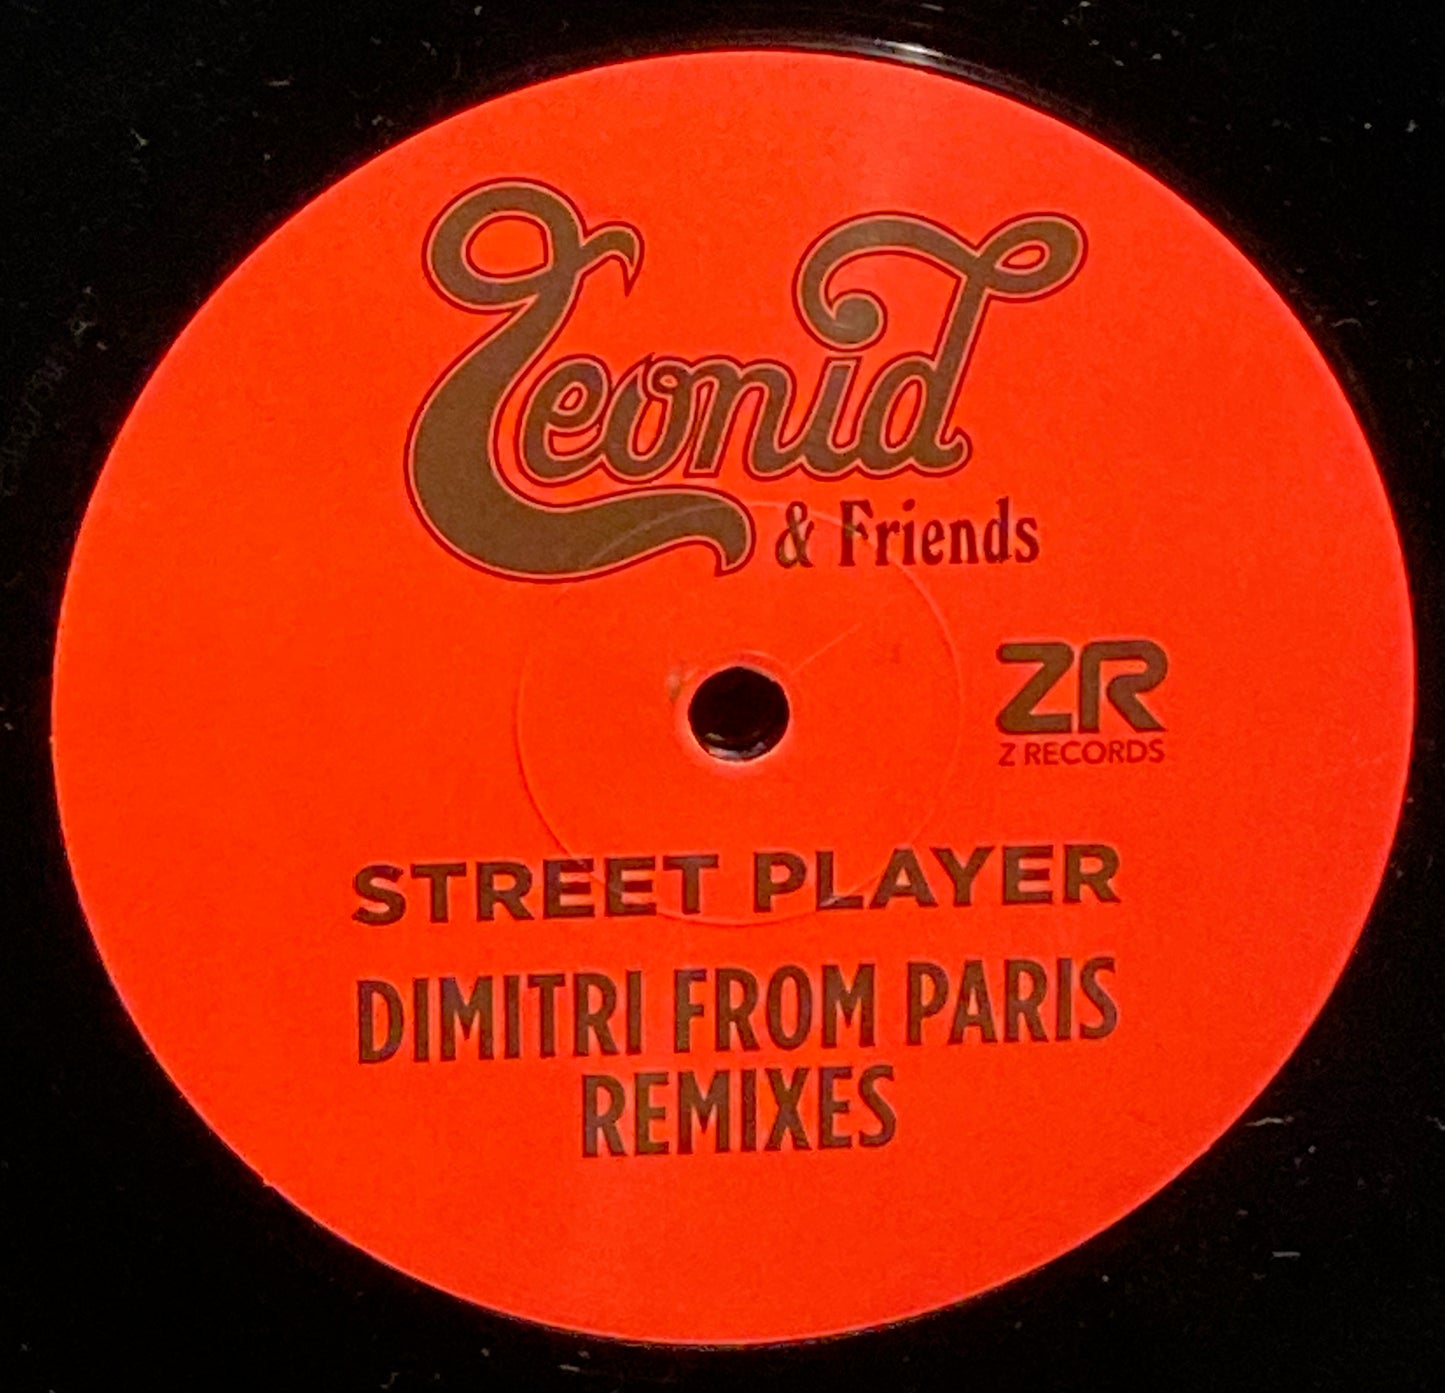 Leonid
& Friends
ZR
Z RECORDS
STREET PLAYER
DIMITRI FROM PARIS
REMIXES